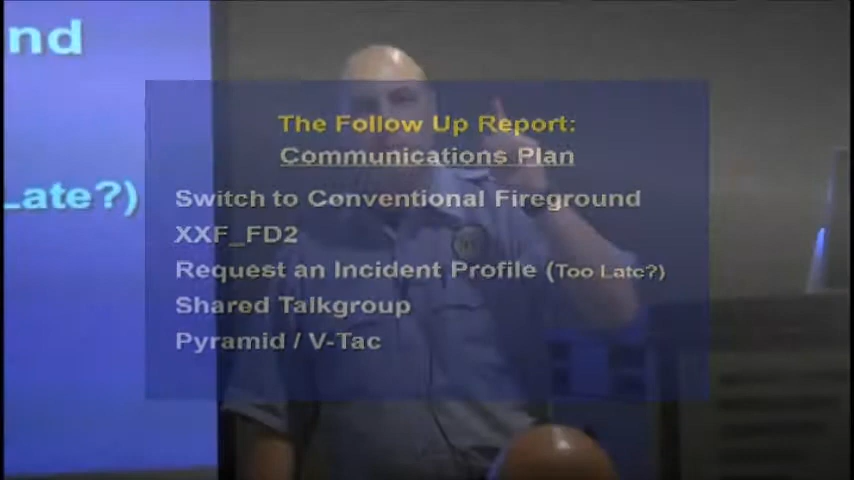 nd
Late?)
The Follow Up Report:
Communications Plan
Switch to Conventional Fireground
XXF_FD2
Request an Incident Profile (Too Late?)
Shared Talkgroup
Pyramid / V-Tac